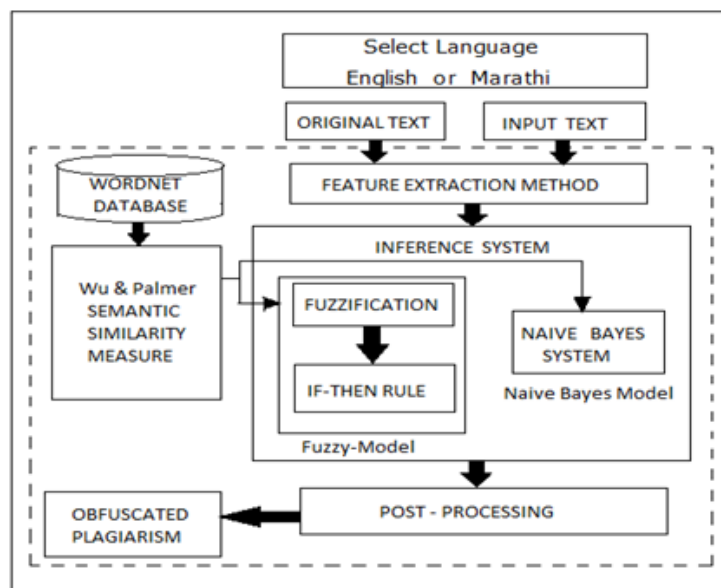 Select Language
English or Marathi
ORIGINAL TEXT
INPUT TEXT
WORDNET
DATABASE
FEATURE EXTRACTION METHOD
INFERENCE SYSTEM
Wu & Palmer
SEMANTIC
SIMILARITY
MEASURE
FUZZIFICATION
IF-THEN RULE
Fuzzy-Model
NAIVE BAYES
SYSTEM
Naive Bayes Model
POST - PROCESSING
OBFUSCATED
PLAGIARISM